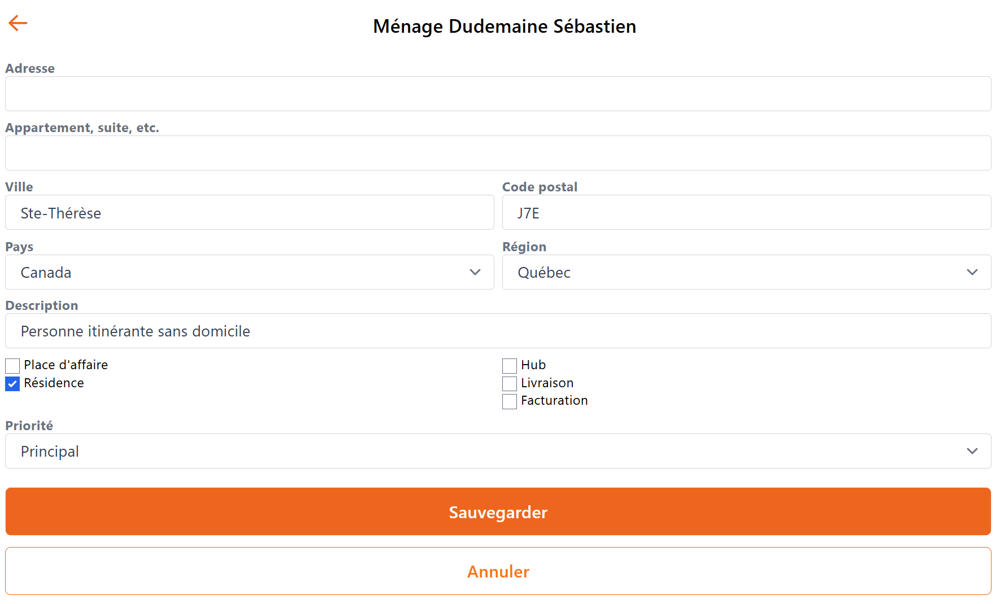 Ménage Dudemaine Sébastien
Adresse
Appartement, suite, etc.
Ville
Code postal
Ste-Thérèse
J7E
Pays
Région
Canada
Québec
Description
Personne itinérante sans domicile
Place d'affaire
Résidence
Hub
Livraison
Facturation
Priorité
Principal
Sauvegarder
Annuler